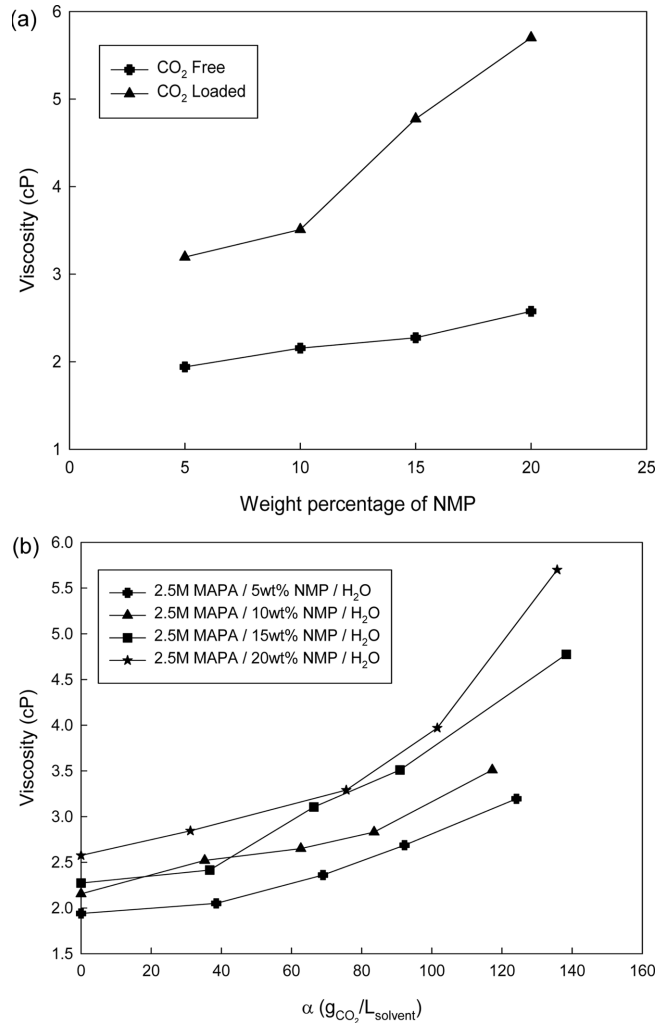 (a)
6
5
4
3
2
1
Viscosity (cP)
CO2 Free
CO2 Loaded
0 5 10 15 20 25
Weight percentage of NMP
(b)
6.0
5.5
5.0
4.5
4.0
3.5
3.0
2.5
2.0
1.5
Viscosity (cP)
2.5M MAPA / 5wt% NMP / H2O
2.5M MAPA / 10wt% NMP / H2O
2.5M MAPA / 15wt% NMP / H2O
2.5M MAPA / 20wt% NMP / H2O
0 20 40 60 80 100 120 140 160
α (gCO2/Lsolvent)